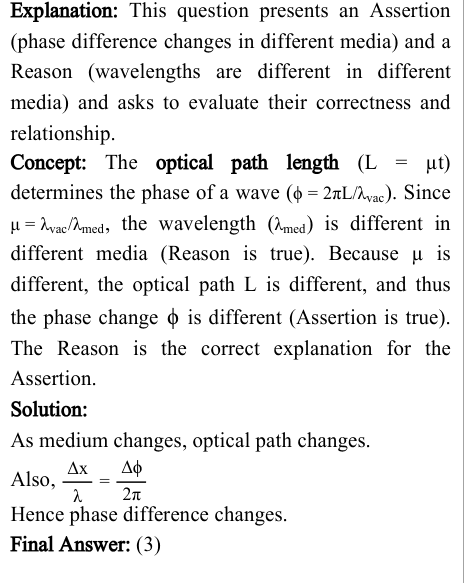 Explanation: This question presents an Assertion
(phase difference changes in different media) and a
Reason (wavelengths are different in different
media) and asks to evaluate their correctness and
relationship.
Concept: The optical path length (L = μt)
determines the phase of a wave (ϕ = 2πL/λvac). Since
μ = λvac/λmed, the wavelength (λmed) is different in
different media (Reason is true). Because μ is
different, the optical path L is different, and thus
the phase change ϕ is different (Assertion is true).
The Reason is the correct explanation for the
Assertion.
Solution:
As medium changes, optical path changes.
Also, Δx/λ = Δϕ/2π
Hence phase difference changes.
Final Answer: (3)